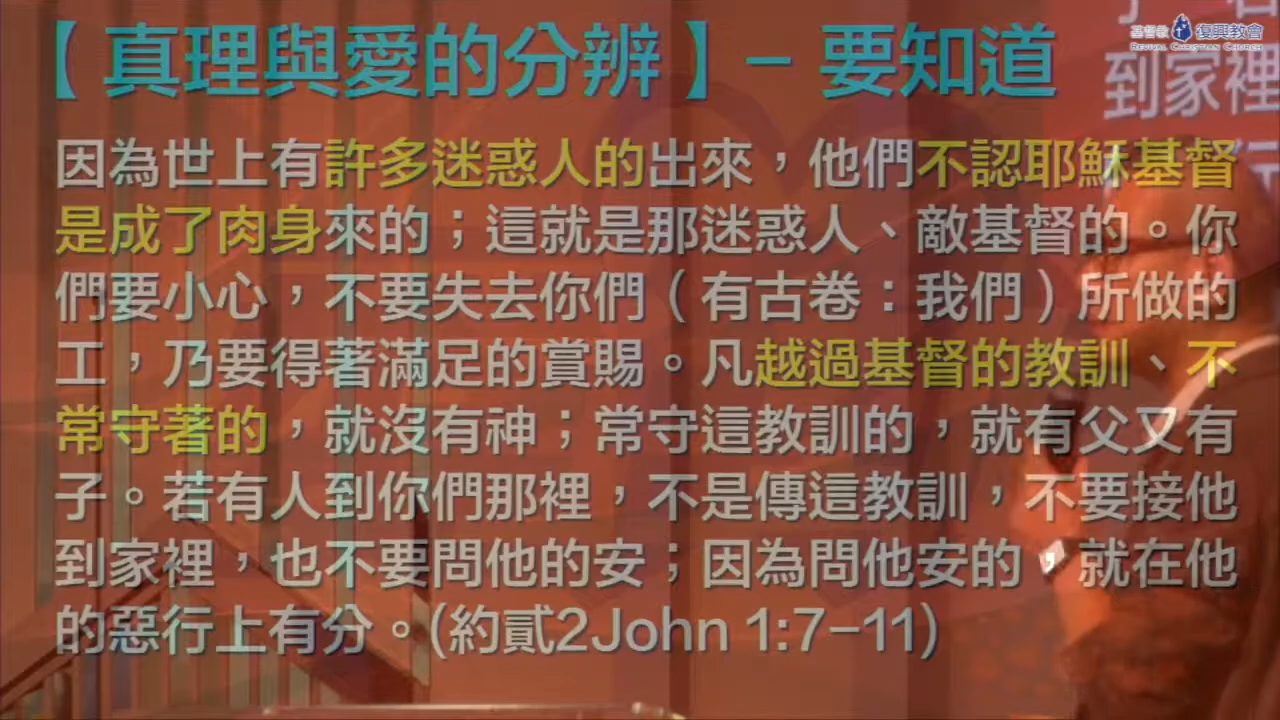 【真理與愛的分辨】- 要知道
基督教 復興教會
REVIVAL CHRISTIAN CHURCH
到家裡
因為世上有許多迷惑人的出來，他們不認耶穌基督
是成了肉身來的；這就是那迷惑人、敵基督的。你
們要小心，不要失去你們（有古卷：我們）所做的
工，乃要得著滿足的賞賜。凡越過基督的教訓、不
常守著的，就沒有神；常守這教訓的，就有父又有
子。若有人到你們那裡，不是傳這教訓，不要接他
到家裡，也不要問他的安；因為問他安的，就在他
的惡行上有分。(約貳2John 1:7-11)